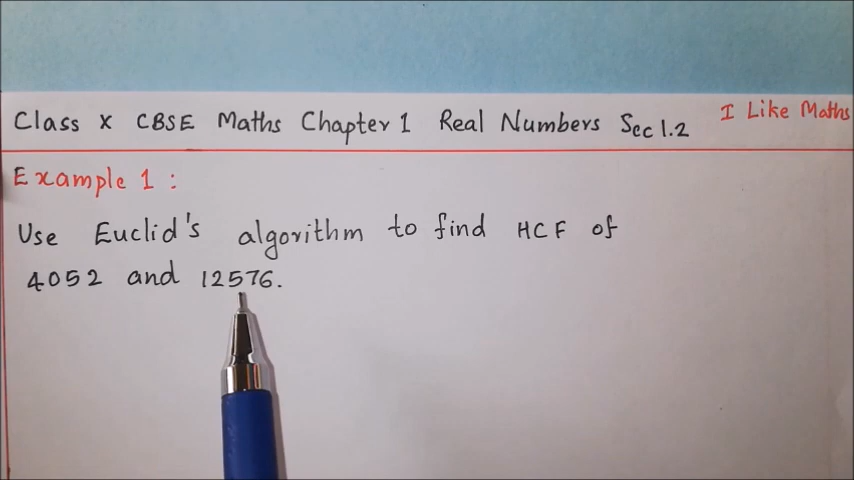 Class X CBSE Maths Chapter 1 Real Numbers Sec 1.2 I Like Maths
Example 1 :
Use Euclid's algorithm to find HCF of
4052 and 12576.